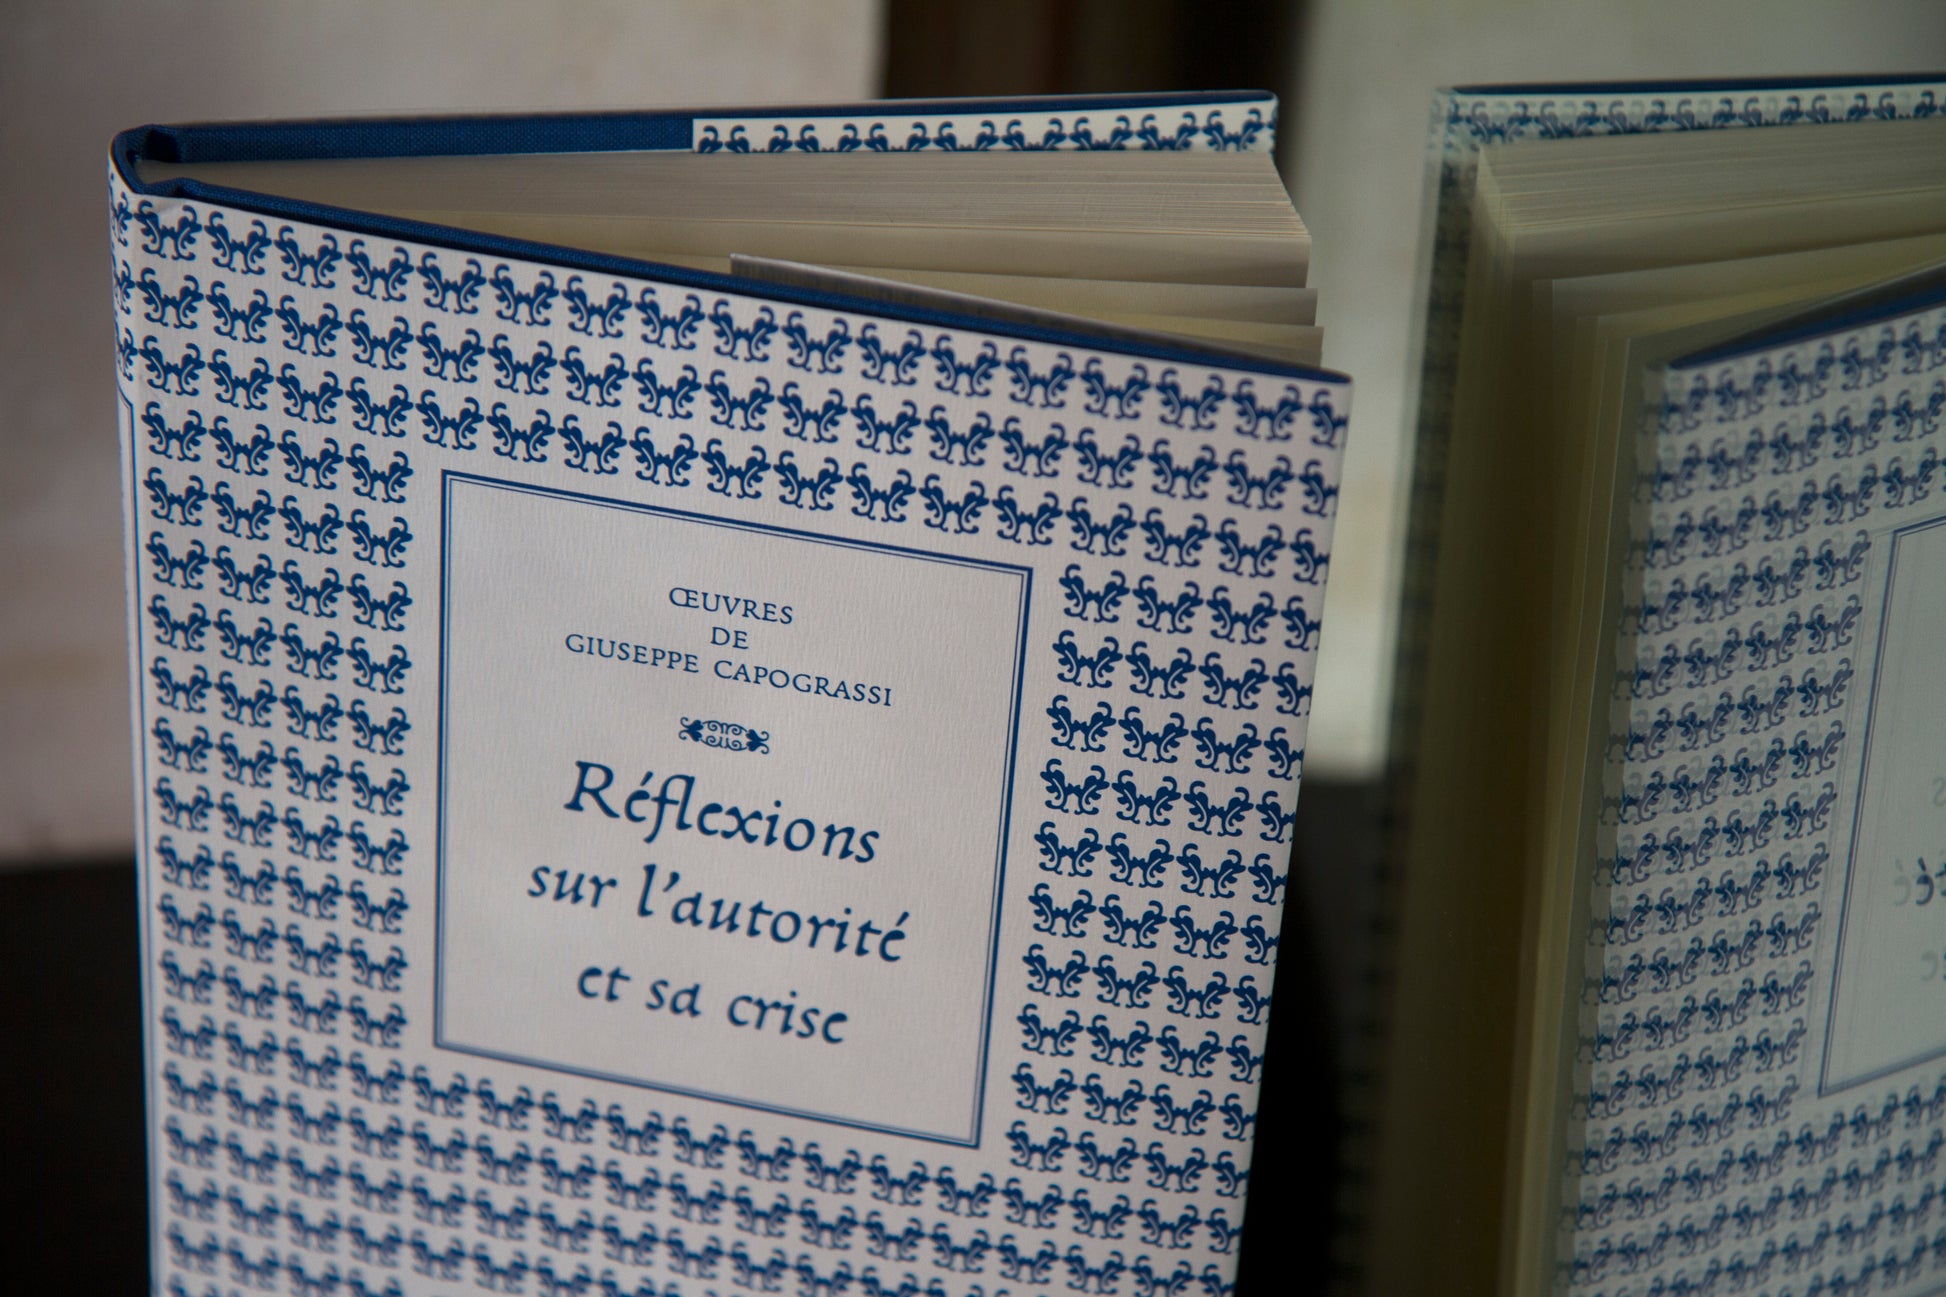 ŒUVRES
DE
GIUSEPPE CAPOGRASSI
Réflexions
sur l'autorité
et sa crise